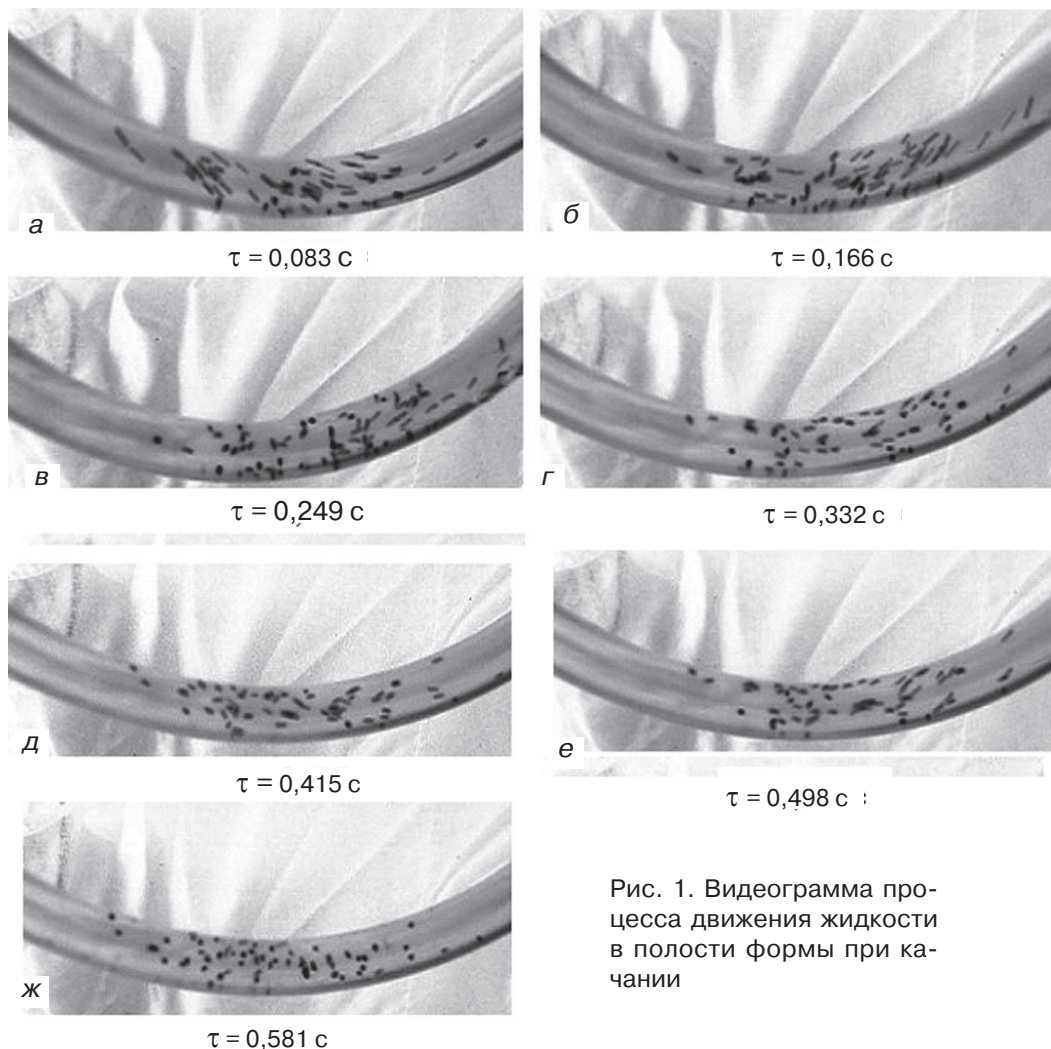 а
τ = 0,083 с
б
τ = 0,166 с
в
τ = 0,249 с
г
τ = 0,332 с
д
τ = 0,415 с
е
τ = 0,498 с
ж
τ = 0,581 с
Рис. 1. Видеограмма про-
цесса движения жидкости
в полости формы при ка-
чании